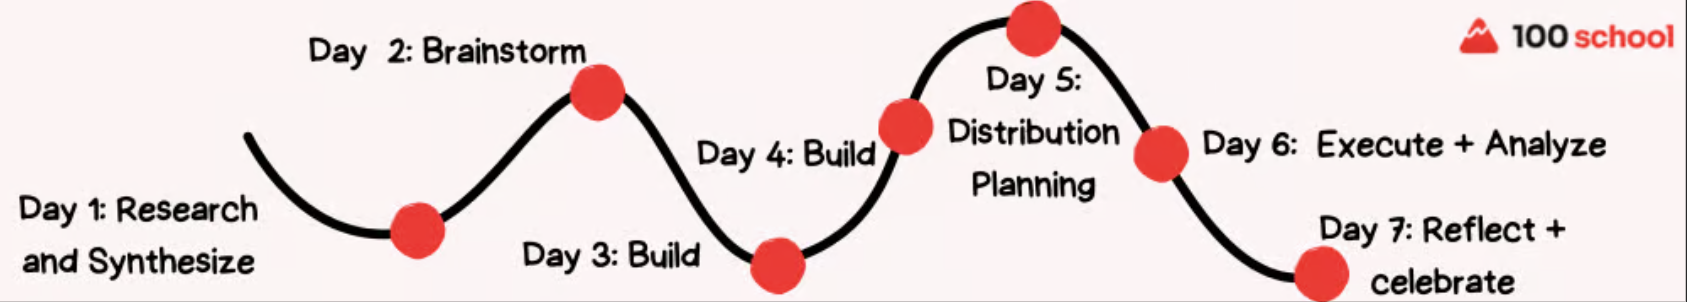 Day 1: Research
and Synthesize
Day 2: Brainstorm
Day 3: Build
Day 4: Build
Day 5:
Distribution
Planning
Day 6: Execute + Analyze
Day 7: Reflect +
celebrate
100 school